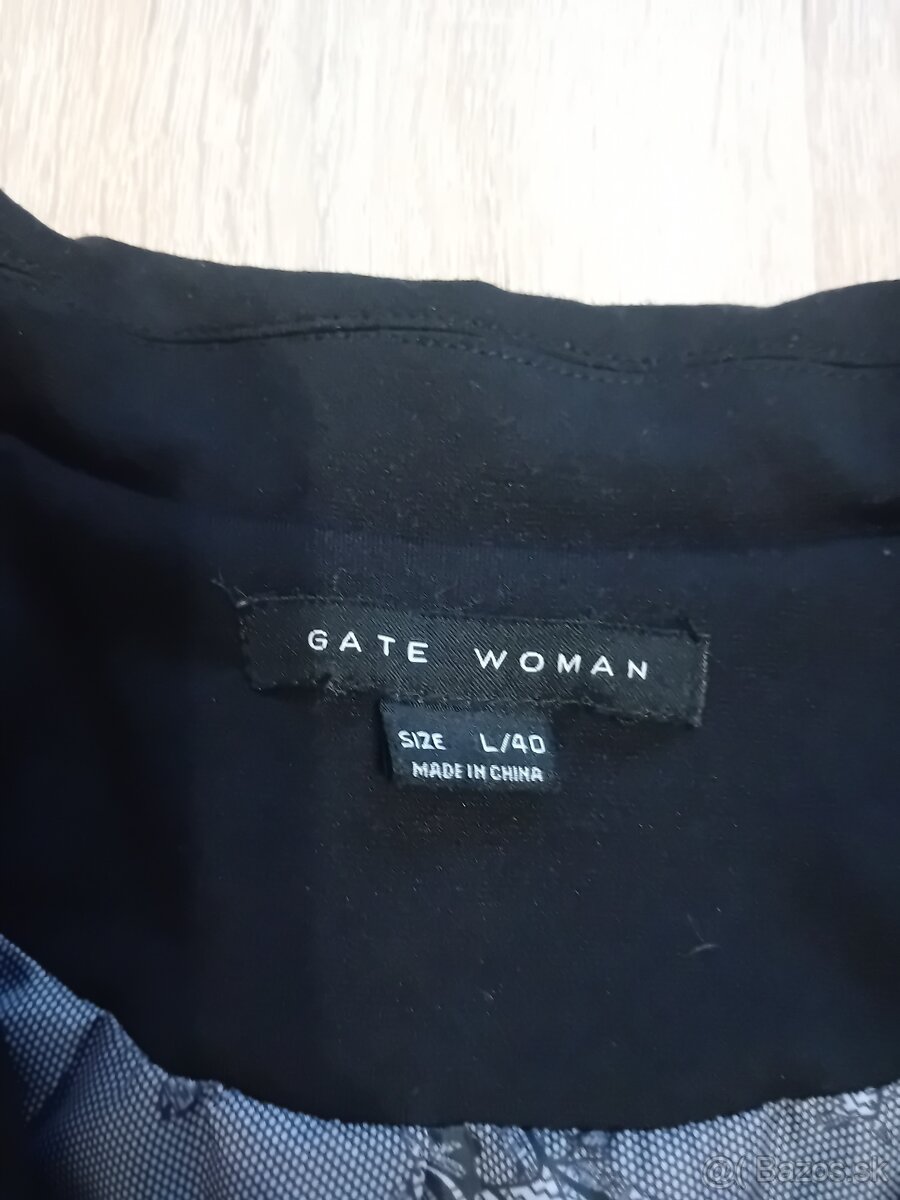 GATE WOMAN
SIZE L/40
MADE IN CHINA
@( Bazos.sk